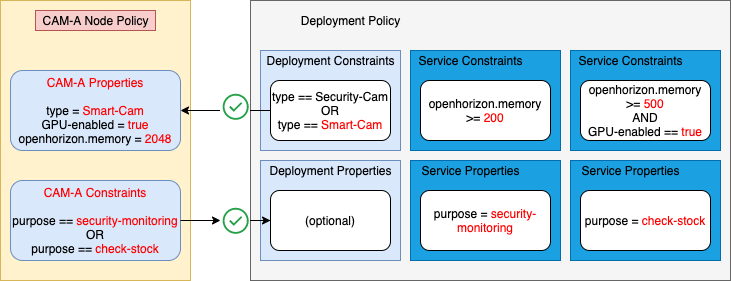 CAM-A Node Policy
CAM-A Properties
type = Smart-Cam
GPU-enabled = true
openhorizon.memory = 2048
CAM-A Constraints
purpose == security-monitoring
OR
purpose == check-stock
Deployment Policy
Deployment Constraints
type == Security-Cam
OR
type == Smart-Cam
Service Constraints
openhorizon.memory
>= 200
Service Constraints
openhorizon.memory
>= 500
AND
GPU-enabled == true
Deployment Properties
(optional)
Service Properties
purpose = security-
monitoring
Service Properties
purpose = check-stock